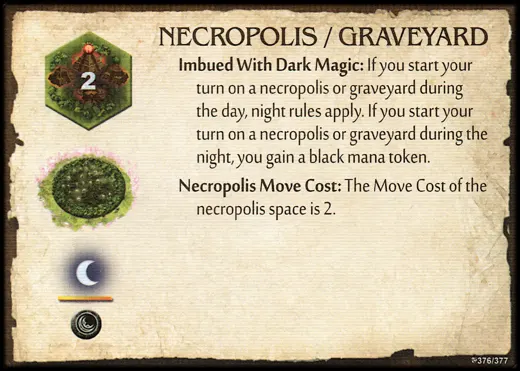 NECROPOLIS / GRAVEYARD
2
Imbued With Dark Magic: If you start your
turn on a necropolis or graveyard during
the day, night rules apply. If you start your
turn on a necropolis or graveyard during the
night, you gain a black mana token.
Necropolis Move Cost: The Move Cost of the
necropolis space is 2.
376/377